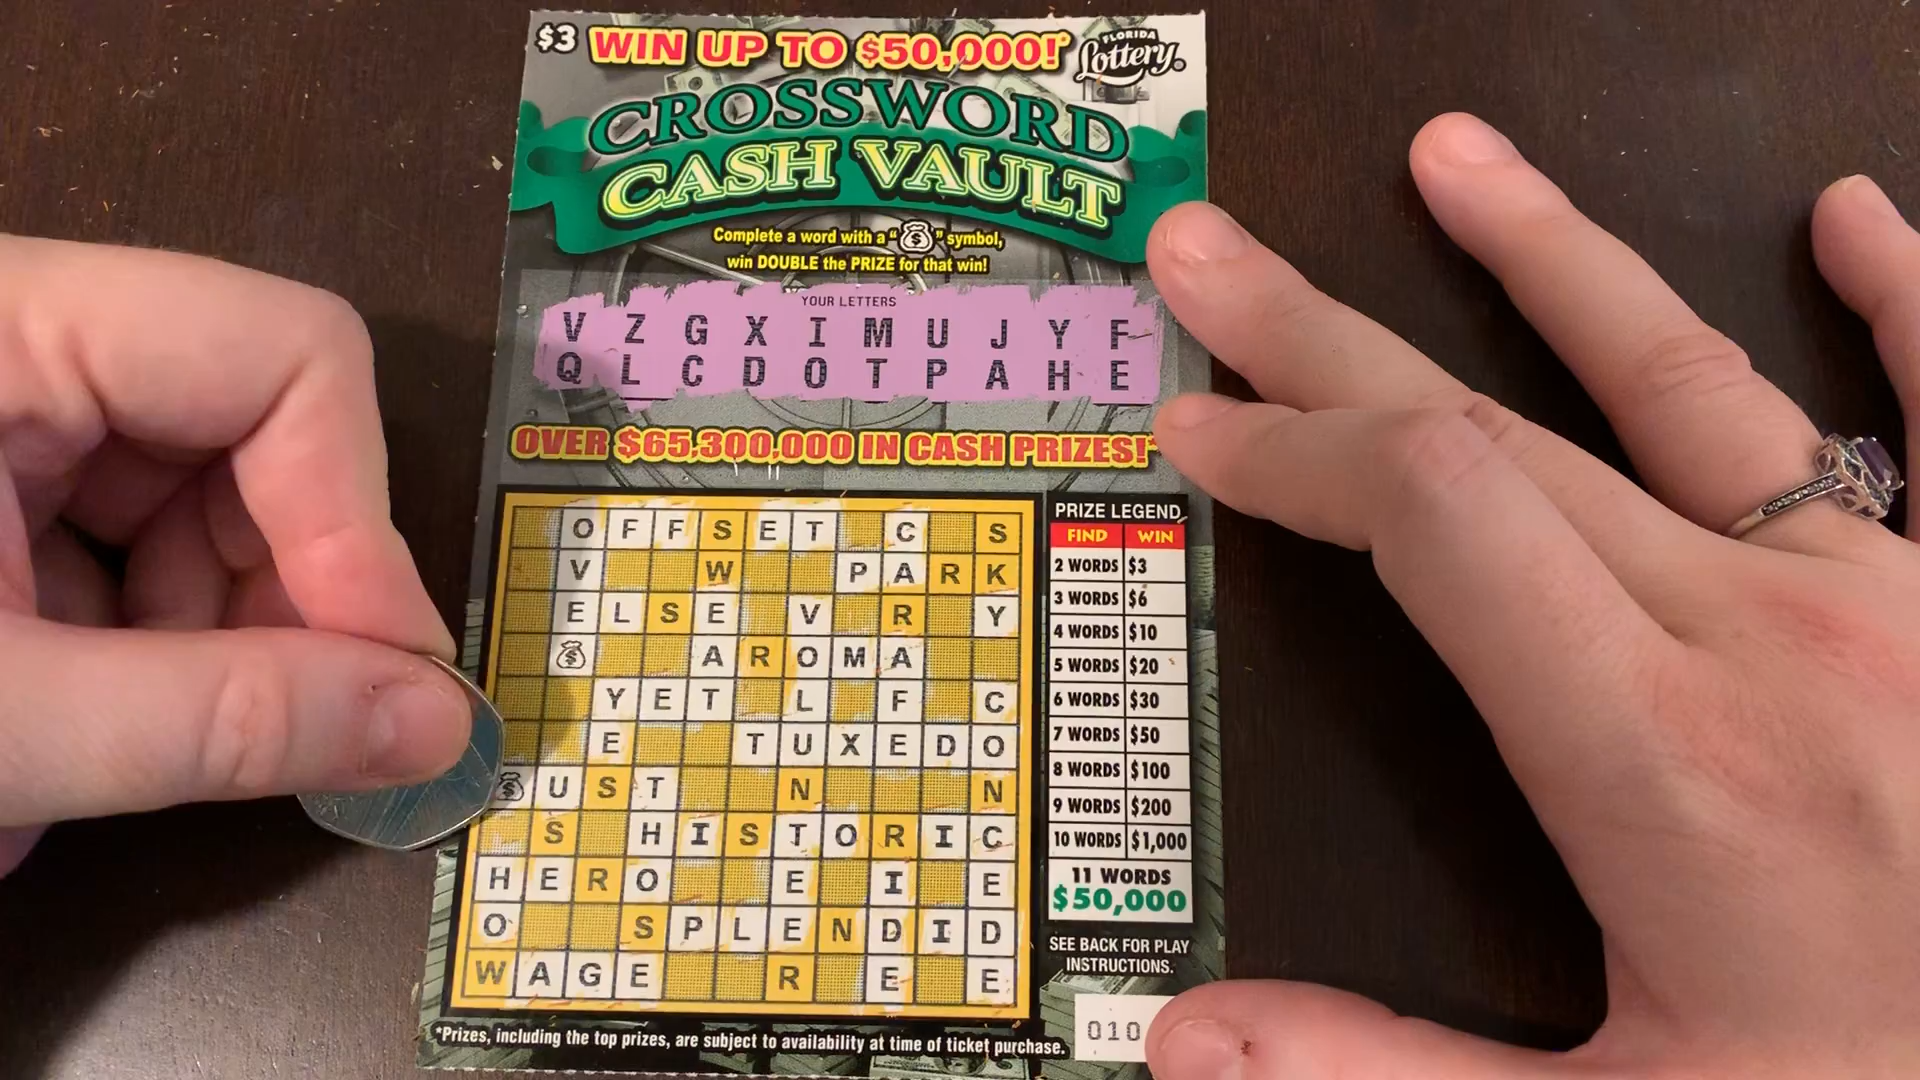 $3 WIN UP TO $50,000!*
FLORIDA
Lottery®
CROSSWORD
CASH VAULT
Complete a word with a "$" symbol,
win DOUBLE the PRIZE for that win!
YOUR LETTERS
V Z G X I M U J Y F
Q L C D O T P A H E
OVER $65,300,000 IN CASH PRIZES!*
O F F S E T C S
V W P A R K
E L S E V R Y
$ A R O M A
Y E T L F C
E T U X E D O
$ U S T N N
S H I S T O R I C
H E R O E I E
O S P L E N D I D
W A G E R E E
PRIZE LEGEND
FIND WIN
2 WORDS $3
3 WORDS $6
4 WORDS $10
5 WORDS $20
6 WORDS $30
7 WORDS $50
8 WORDS $100
9 WORDS $200
10 WORDS $1,000
11 WORDS
$50,000
SEE BACK FOR PLAY
INSTRUCTIONS.
010
*Prizes, including the top prizes, are subject to availability at time of ticket purchase.